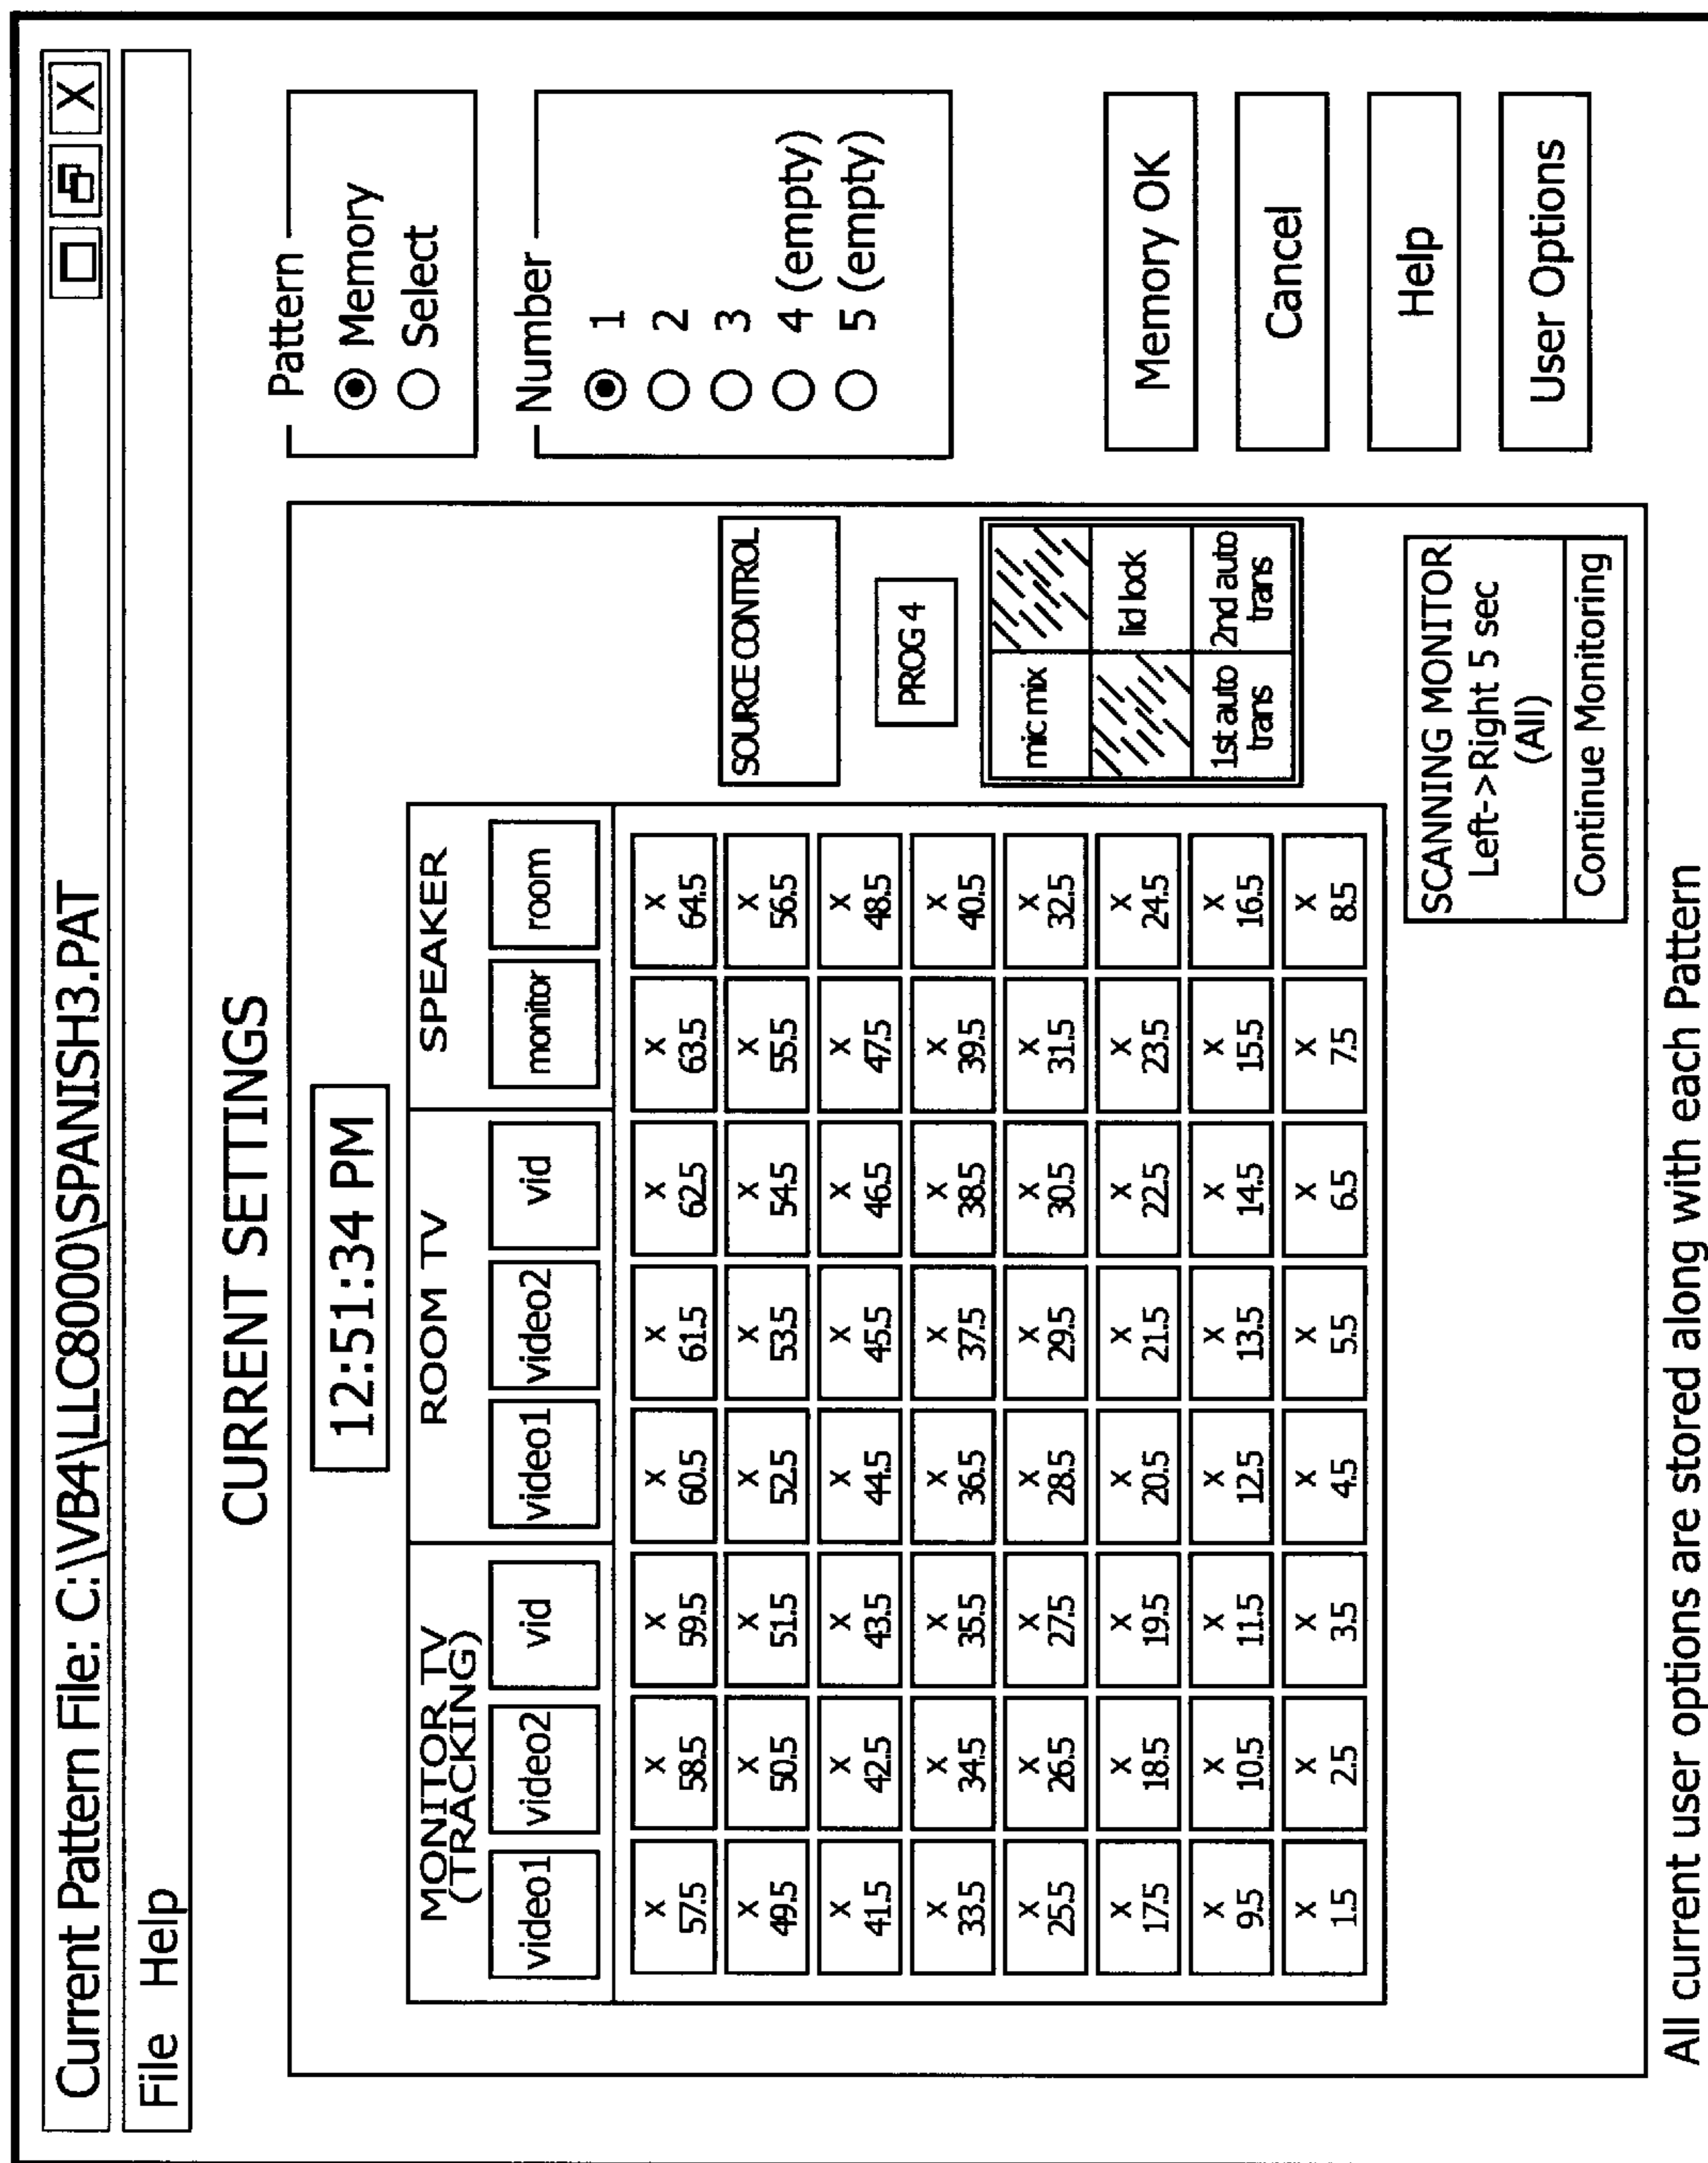 Current Pattern File: C:\VB4\LLC8000\SPANISH3.PAT
X
File Help
CURRENT SETTINGS
12:51:34 PM
MONITOR TV
(TRACKING)
ROOM TV
SPEAKER
video1 video2 vid video1 video2 vid monitor room
X X X X X X X X
57.5 58.5 59.5 60.5 61.5 62.5 63.5 64.5
X X X X X X X X
49.5 50.5 51.5 52.5 53.5 54.5 55.5 56.5
X X X X X X X X
41.5 42.5 43.5 44.5 45.5 46.5 47.5 48.5
X X X X X X X X
33.5 34.5 35.5 36.5 37.5 38.5 39.5 40.5
X X X X X X X X
25.5 26.5 27.5 28.5 29.5 30.5 31.5 32.5
X X X X X X X X
17.5 18.5 19.5 20.5 21.5 22.5 23.5 24.5
X X X X X X X X
9.5 10.5 11.5 12.5 13.5 14.5 15.5 16.5
X X X X X X X X
1.5 2.5 3.5 4.5 5.5 6.5 7.5 8.5
SOURCE CONTROL
PROG 4
mic mix
lid lock
1st auto trans
2nd auto trans
SCANNING MONITOR
Left->Right 5 sec
(All)
Continue Monitoring
Pattern
Memory
Select
Number
1
2
3
4 (empty)
5 (empty)
Memory OK
Cancel
Help
User Options
All current user options are stored along with each Pattern